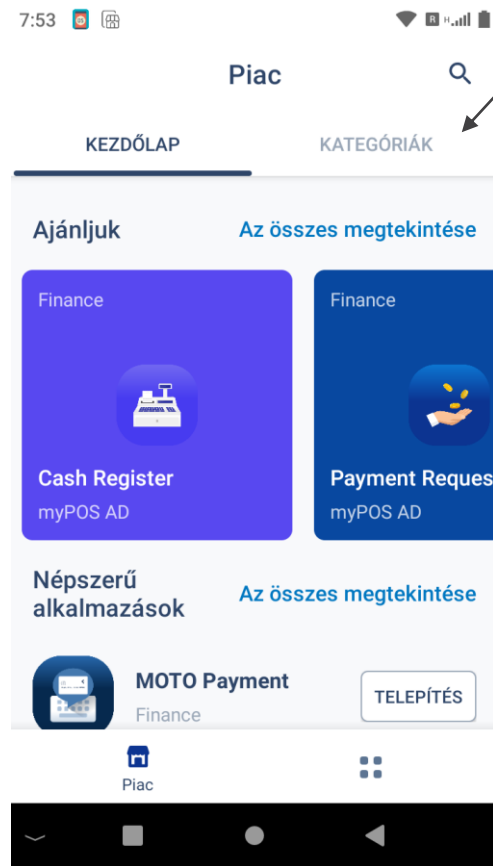 7:53
R H
Piac
KEZDŐLAP
KATEGÓRIÁK
Ajánljuk
Az összes megtekintése
Finance
Cash Register
myPOS AD
Finance
Payment Reques
myPOS AD
Népszerű
alkalmazások
Az összes megtekintése
MOTO Payment
Finance
TELEPÍTÉS
Piac